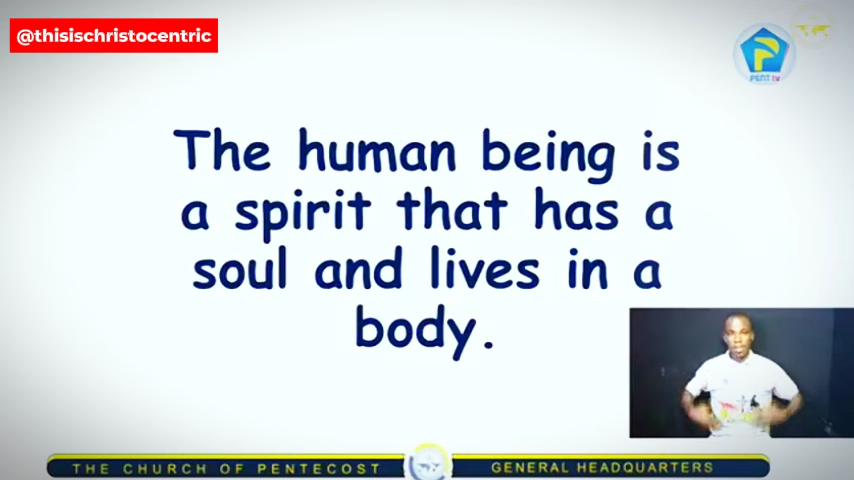 @thisischristocentric
PENT tv
The human being is
a spirit that has a
soul and lives in a
body.
THE CHURCH OF PENTECOST
GENERAL HEADQUARTERS